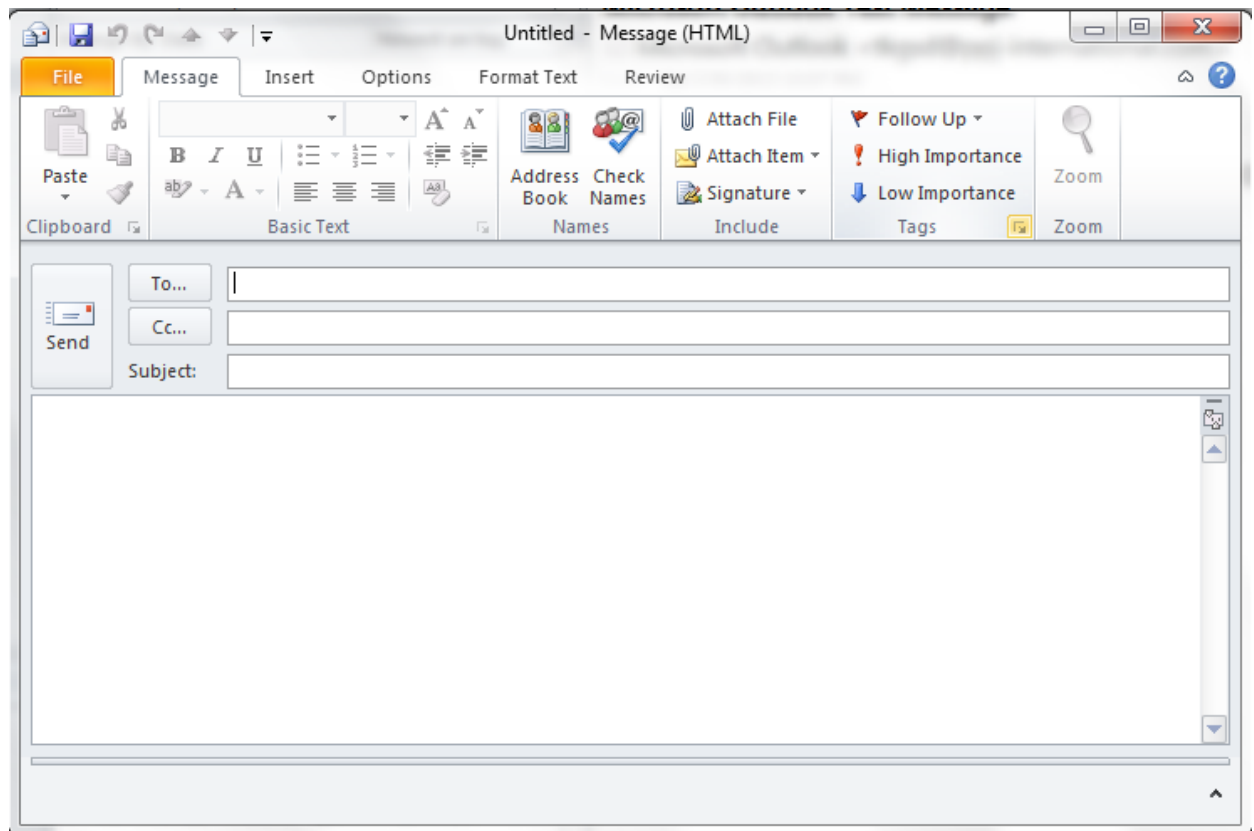 Untitled - Message (HTML)
File Message Insert Options Format Text Review
Paste
Clipboard
B I U
A A
ab A
Aa
Basic Text
Address Book
Check Names
Names
Attach File
Attach Item
Signature
Include
Follow Up
High Importance
Low Importance
Tags
Zoom
Zoom
Send
To...
Cc...
Subject: